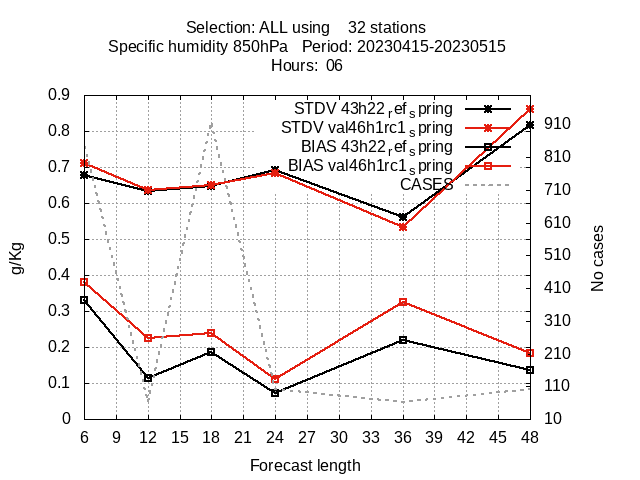 Selection: ALL using    32 stations
Specific humidity 850hPa   Period: 20230415-20230515
Hours: 06
STDV 43h22_ref_spring
STDV val46h1rc1_spring
BIAS 43h22_ref_spring
BIAS val46h1rc1_spring
CASES
g/Kg
0.9
0.8
0.7
0.6
0.5
0.4
0.3
0.2
0.1
0
No cases
910
810
710
610
510
410
310
210
110
10
6 9 12 15 18 21 24 27 30 33 36 39 42 45 48
Forecast length